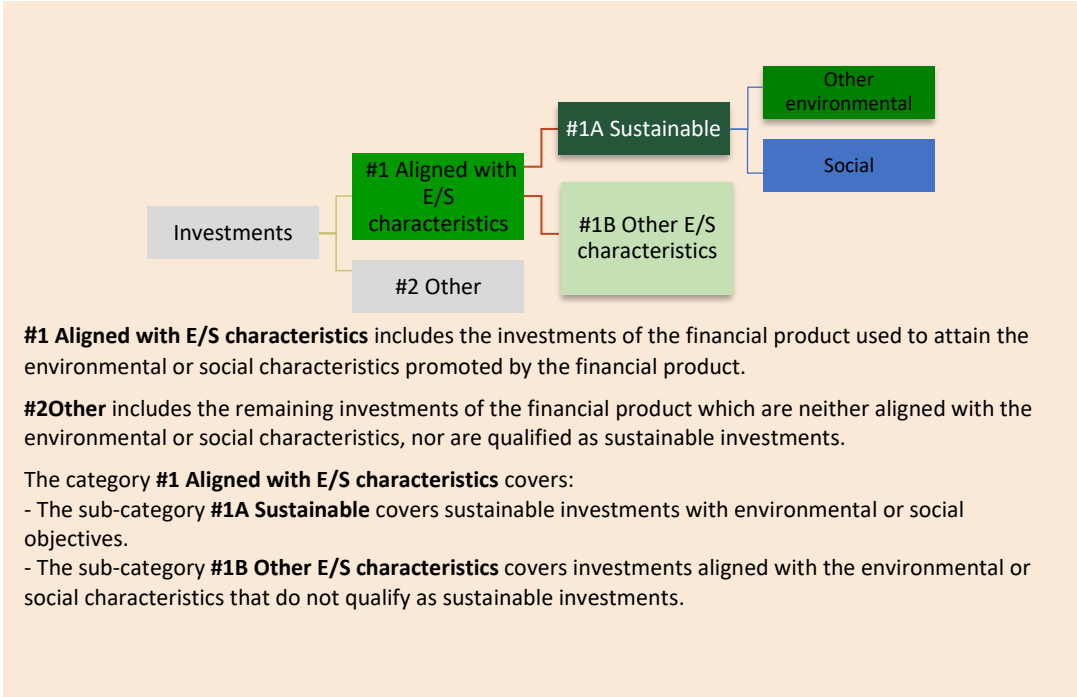 Other
environmental
#1A Sustainable
Social
#1 Aligned with
E/S
characteristics
#1B Other E/S
characteristics
Investments
#2 Other
#1 Aligned with E/S characteristics includes the investments of the financial product used to attain the
environmental or social characteristics promoted by the financial product.
#2Other includes the remaining investments of the financial product which are neither aligned with the
environmental or social characteristics, nor are qualified as sustainable investments.
The category #1 Aligned with E/S characteristics covers:
- The sub-category #1A Sustainable covers sustainable investments with environmental or social
objectives.
- The sub-category #1B Other E/S characteristics covers investments aligned with the environmental or
social characteristics that do not qualify as sustainable investments.